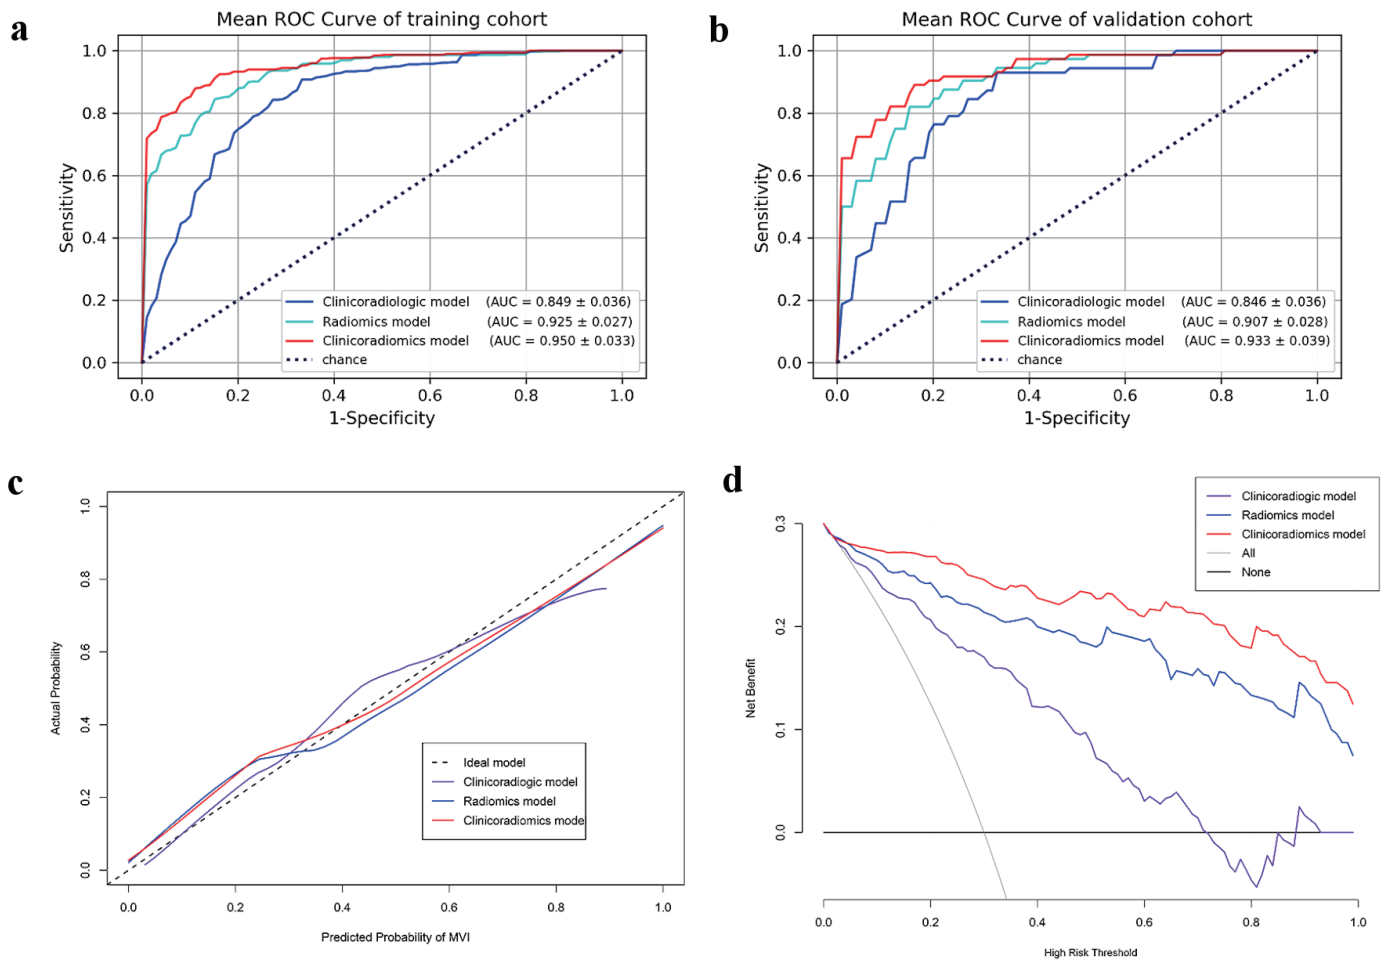 a
Mean ROC Curve of training cohort
1.0
0.8
0.6
0.4
0.2
0.0
Sensitivity
Clinicoradiologic model (AUC = 0.849 ± 0.036)
Radiomics model (AUC = 0.925 ± 0.027)
Clinicoradiomics model (AUC = 0.950 ± 0.033)
chance
0.0 0.2 0.4 0.6 0.8 1.0
1-Specificity
b
Mean ROC Curve of validation cohort
1.0
0.8
0.6
0.4
0.2
0.0
Sensitivity
Clinicoradiologic model (AUC = 0.846 ± 0.036)
Radiomics model (AUC = 0.907 ± 0.028)
Clinicoradiomics model (AUC = 0.933 ± 0.039)
chance
0.0 0.2 0.4 0.6 0.8 1.0
1-Specificity
c
1.0
0.8
0.6
0.4
0.2
0.0
Actual Probability
Ideal model
Clinicoradiogic model
Radiomics model
Clinicoradiomics mode
0.0 0.2 0.4 0.6 0.8 1.0
Predicted Probability of MVI
d
Clinicoradiogic model
Radiomics model
Clinicoradiomics model
All
None
0.3
0.2
0.1
0.0
Net Benefit
0.0 0.2 0.4 0.6 0.8 1.0
High Risk Threshold